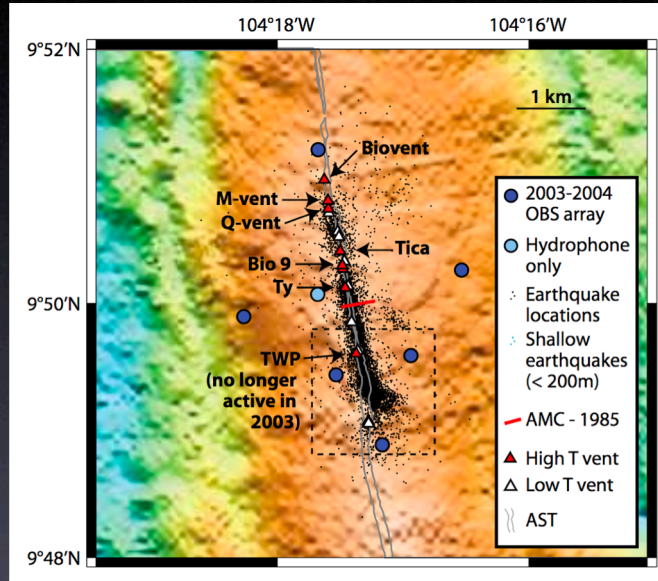 104°18'W
104°16'W
9°52'N
1 km
Biovent
M-vent
Q-vent
Tica
Bio 9
Ty
9°50'N
TWP
(no longer
active in
2003)
9°48'N
2003-2004
OBS array
Hydrophone
only
Earthquake
locations
Shallow
earthquakes
(< 200m)
AMC - 1985
High T vent
Low T vent
AST